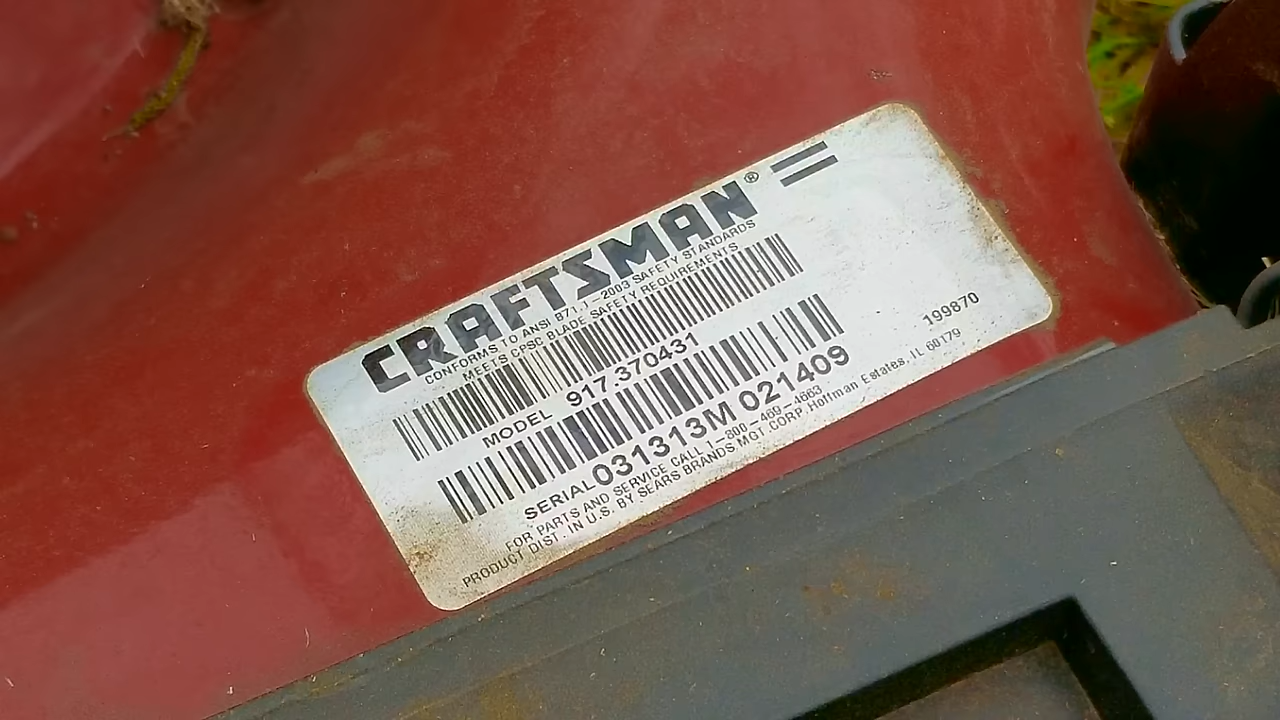 CRAFTSMAN®
CONFORMS TO ANSI B71.1-2003 SAFETY STANDARDS
MEETS CPSC BLADE SAFETY REQUIREMENTS
MODEL 917.370431
SERIAL 031313M 021409
FOR PARTS AND SERVICE CALL 1-800-469-4663
PRODUCT DIST. IN U.S. BY SEARS BRANDS MGT CORP. Hoffman Estates, IL 60179
199870